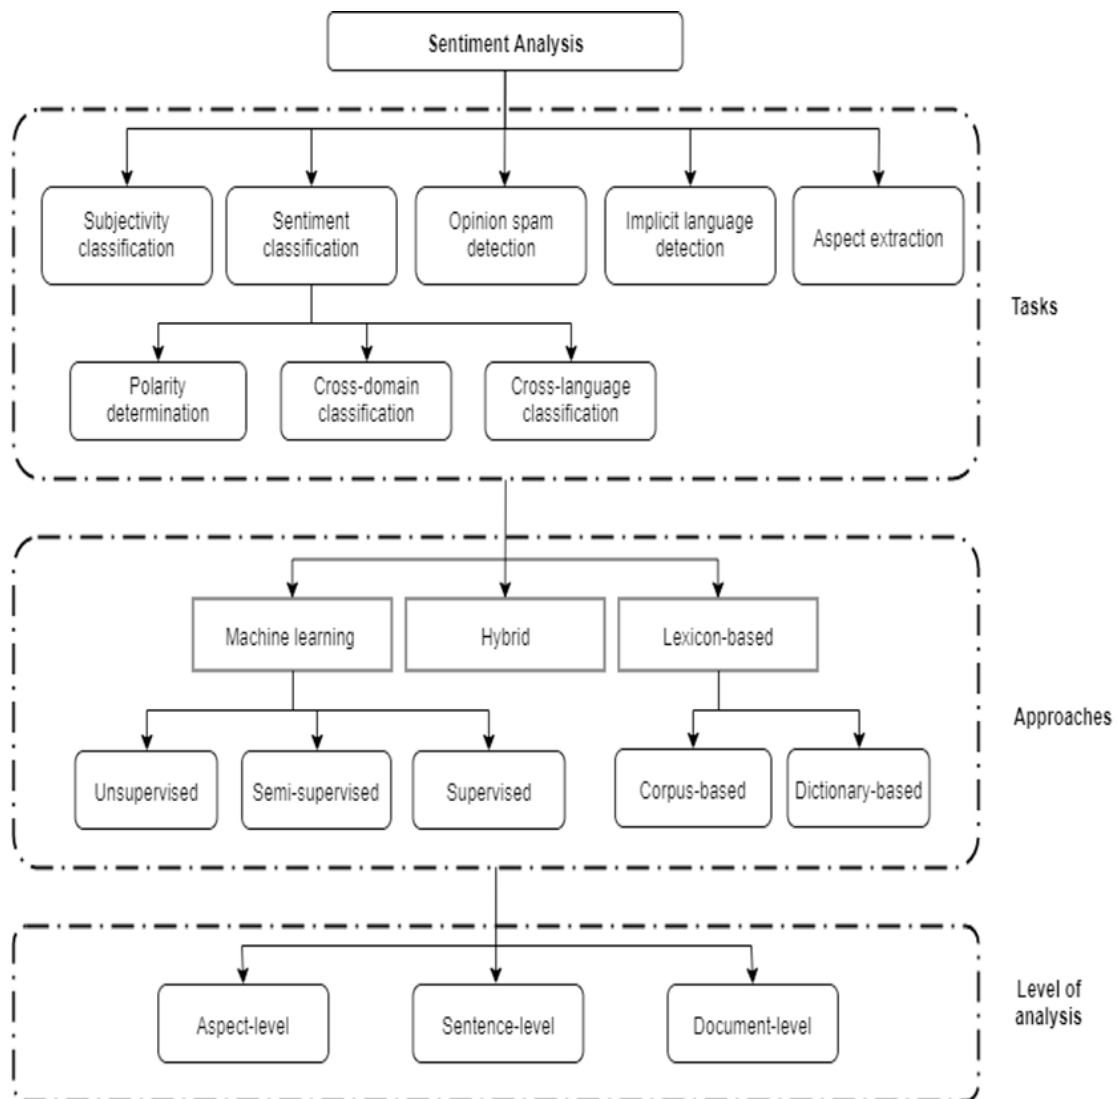 Sentiment Analysis
Subjectivity
classification
Sentiment
classification
Opinion spam
detection
Implicit language
detection
Aspect extraction
Tasks
Polarity
determination
Cross-domain
classification
Cross-language
classification
Machine learning
Hybrid
Lexicon-based
Approaches
Unsupervised
Semi-supervised
Supervised
Corpus-based
Dictionary-based
Level of
analysis
Aspect-level
Sentence-level
Document-level